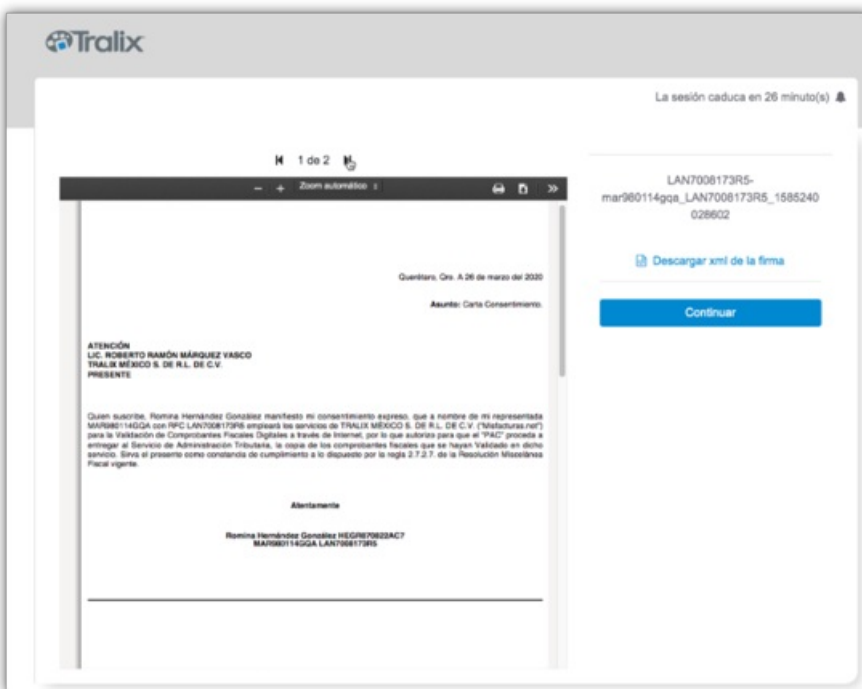 Tralix
La sesión caduca en 26 minuto(s)
1 de 2
Zoom automático
LAN7008173R5-
mar980114gqa_LAN7008173R5_1585240
028602
Descargar xml de la firma
Continuar
Querétaro, Qro. A 26 de marzo del 2020
Asunto: Carta Consentimiento.
ATENCIÓN
LIC. ROBERTO RAMÓN MÁRQUEZ VASCO
TRALIX MÉXICO S. DE R.L. DE C.V.
PRESENTE
Quien suscribe, Romina Hernández González manifiesto mi consentimiento expreso, que a nombre de mi representada
MAR980114GQA con RFC LAN7008173R5 empleará los servicios de TRALIX MÉXICO S. DE R.L. DE C.V. ("Misfacturas.net")
para la Validación de Comprobantes Fiscales Digitales a través de Internet, por lo que autorizo para que el "PAC" proceda a
entregar al Servicio de Administración Tributaria, la copia de los comprobantes fiscales que se hayan Validado en dicho
servicio. Sirva el presente como constancia de cumplimiento a lo dispuesto por la regla 2.7.2.7. de la Resolución Miscelánea
Fiscal vigente.
Atentamente
Romina Hernández González HEGR870822AC7
MAR980114GQA LAN7008173R5